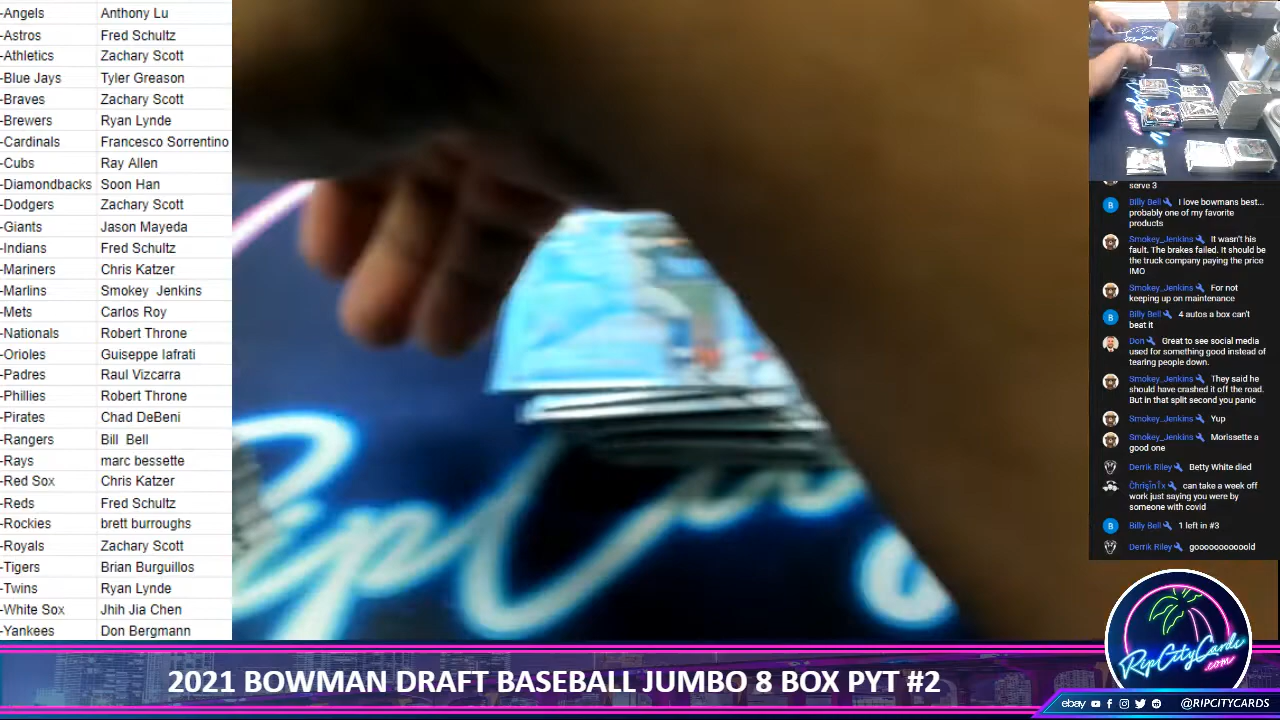 -Angels Anthony Lu
-Astros Fred Schultz
-Athletics Zachary Scott
-Blue Jays Tyler Greason
-Braves Zachary Scott
-Brewers Ryan Lynde
-Cardinals Francesco Sorrentino
-Cubs Ray Allen
-Diamondbacks Soon Han
-Dodgers Zachary Scott
-Giants Jason Mayeda
-Indians Fred Schultz
-Mariners Chris Katzer
-Marlins Smokey Jenkins
-Mets Carlos Roy
-Nationals Robert Throne
-Orioles Guiseppe Iafrati
-Padres Raul Vizcarra
-Phillies Robert Throne
-Pirates Chad DeBeni
-Rangers Bill Bell
-Rays marc bessette
-Red Sox Chris Katzer
-Reds Fred Schultz
-Rockies brett burroughs
-Royals Zachary Scott
-Tigers Brian Burguillos
-Twins Ryan Lynde
-White Sox Jhih Jia Chen
-Yankees Don Bergmann
serve 3
Billy Bell I love bowmans best...
probably one of my favorite
products
Smokey_Jenkins It wasn't his
fault. The brakes failed. It should be
the truck company paying the price
IMO
Smokey_Jenkins For not
keeping up on maintenance
Billy Bell 4 autos a box can't
beat it
Don Great to see social media
used for something good instead of
tearing people down.
Smokey_Jenkins They said he
should have crashed it off the road.
But in that split second you panic
Smokey_Jenkins Yup
Smokey_Jenkins Morissette a
good one
Derrik Riley Betty White died
can take a week off
work just saying you were by
someone with covid
Billy Bell 1 left in #3
Derrik Riley gooooooooooold
RipCityCards
.com
2021 BOWMAN DRAFT BASEBALL JUMBO 8 BOX PYT #2
ebay @RIPCITYCARDS